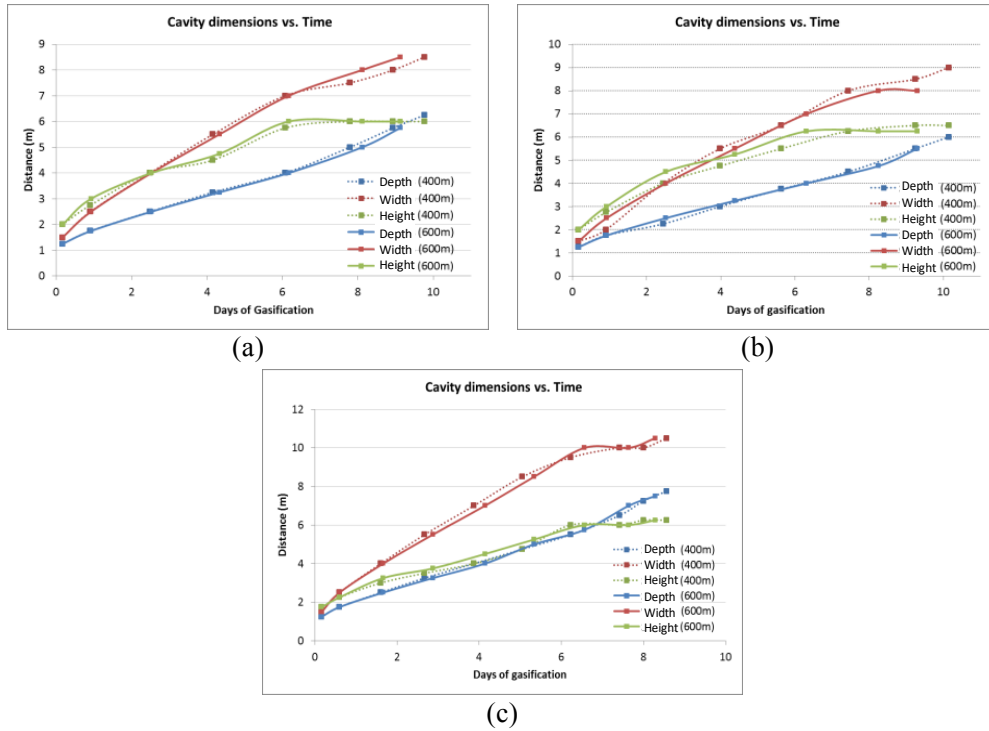 Cavity dimensions vs. Time
9
8
7
6
5
4
3
2
1
0
Distance (m)
0 2 4 6 8 10
Days of Gasification
Depth (400m)
Width (400m)
Height (400m)
Depth (600m)
Width (600m)
Height (600m)
(a)
Cavity dimensions vs. Time
10
9
8
7
6
5
4
3
2
1
0
Distance (m)
0 2 4 6 8 10
Days of gasification
Depth (400m)
Width (400m)
Height (400m)
Depth (600m)
Width (600m)
Height (600m)
(b)
Cavity dimensions vs. Time
12
10
8
6
4
2
0
Distance (m)
0 2 4 6 8 10
Days of gasification
Depth (400m)
Width (400m)
Height (400m)
Depth (600m)
Width (600m)
Height (600m)
(c)